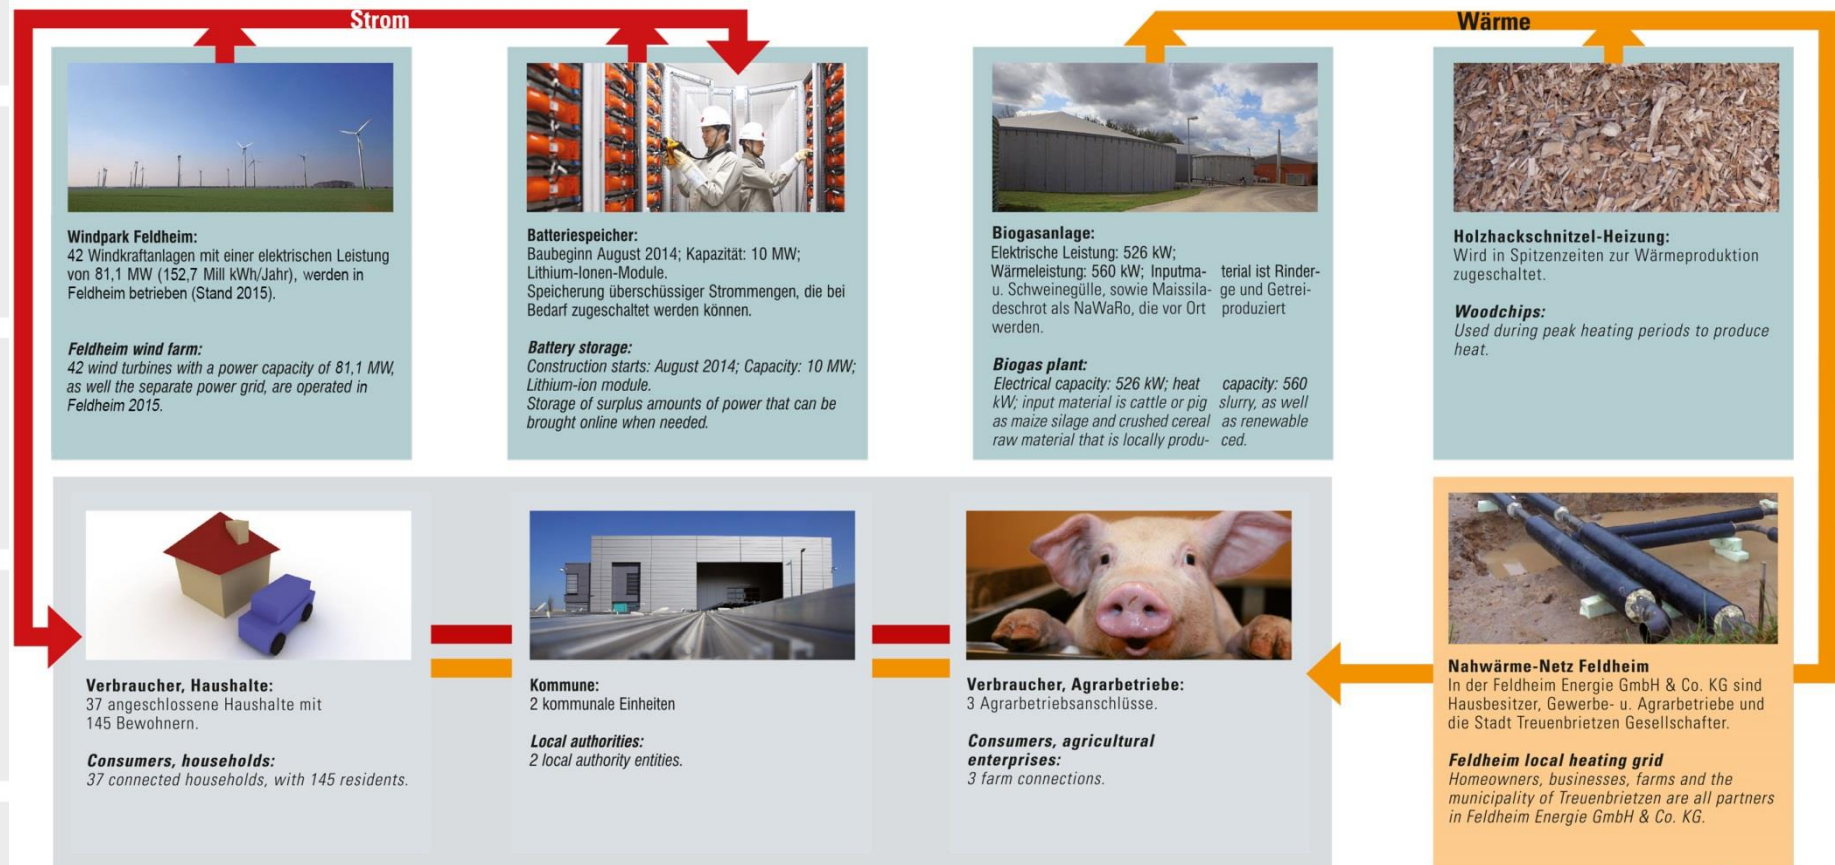 Strom
Wärme
Windpark Feldheim:
42 Windkraftanlagen mit einer elektrischen Leistung
von 81,1 MW (152,7 Mill kWh/Jahr), werden in
Feldheim betrieben (Stand 2015).
Feldheim wind farm:
42 wind turbines with a power capacity of 81,1 MW,
as well the separate power grid, are operated in
Feldheim 2015.
Batteriespeicher:
Baubeginn August 2014; Kapazität: 10 MW;
Lithium-Ionen-Module.
Speicherung überschüssiger Strommengen, die bei
Bedarf zugeschaltet werden können.
Battery storage:
Construction starts: August 2014; Capacity: 10 MW;
Lithium-ion module.
Storage of surplus amounts of power that can be
brought online when needed.
Biogasanlage:
Elektrische Leistung: 526 kW;
Wärmeleistung: 560 kW; Inputma- terial ist Rinder-
u. Schweinegülle, sowie Maissila- ge und Getrei-
deschrot als NaWaRo, die vor Ort produziert
werden.
Biogas plant:
Electrical capacity: 526 kW; heat capacity: 560
kW; input material is cattle or pig slurry, as well
as maize silage and crushed cereal as renewable
raw material that is locally produ- ced.
Holzhackschnitzel-Heizung:
Wird in Spitzenzeiten zur Wärmeproduktion
zugeschaltet.
Woodchips:
Used during peak heating periods to produce
heat.
Verbraucher, Haushalte:
37 angeschlossene Haushalte mit
145 Bewohnern.
Consumers, households:
37 connected households, with 145 residents.
Kommune:
2 kommunale Einheiten
Local authorities:
2 local authority entities.
Verbraucher, Agrarbetriebe:
3 Agrarbetriebsanschlüsse.
Consumers, agricultural
enterprises:
3 farm connections.
Nahwärme-Netz Feldheim
In der Feldheim Energie GmbH & Co. KG sind
Hausbesitzer, Gewerbe- u. Agrarbetriebe und
die Stadt Treuenbrietzen Gesellschafter.
Feldheim local heating grid
Homeowners, businesses, farms and the
municipality of Treuenbrietzen are all partners
in Feldheim Energie GmbH & Co. KG.